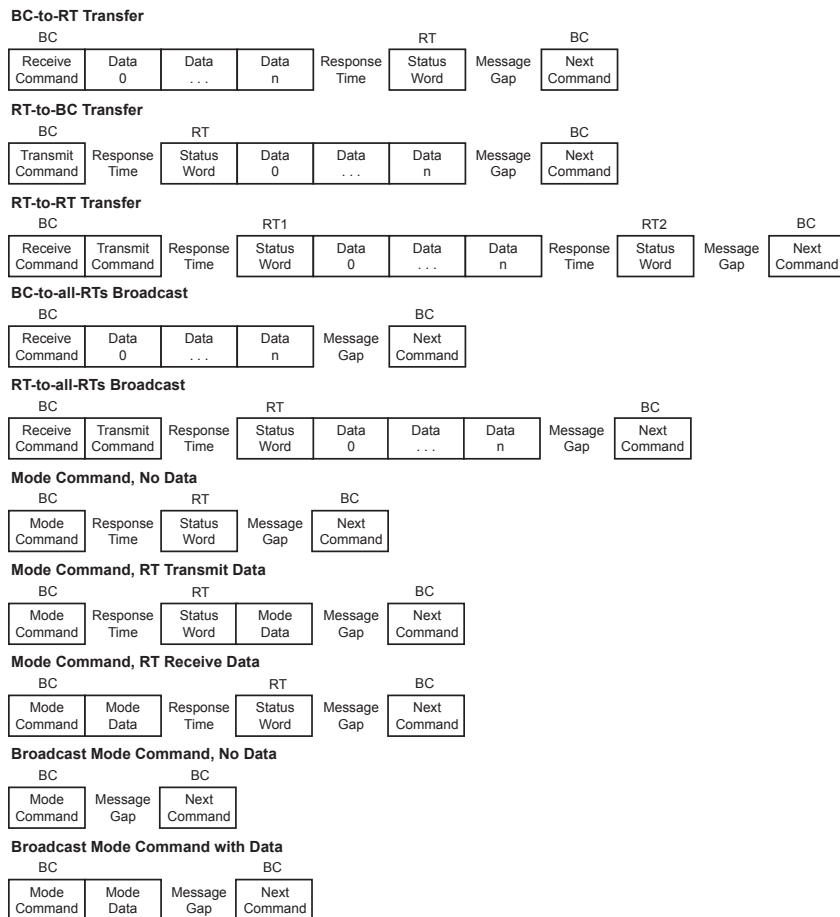 BC-to-RT Transfer
BC RT BC
Receive Data Data Data Response Status Message Next
Command 0 . . . n Time Word Gap Command
RT-to-BC Transfer
BC RT BC
Transmit Response Status Data Data Data Message Next
Command Time Word 0 . . . n Gap Command
RT-to-RT Transfer
BC RT1 RT2 BC
Receive Transmit Response Status Data Data Data Response Status Message Next
Command Command Time Word 0 . . . n Time Word Gap Command
BC-to-all-RTs Broadcast
BC BC
Receive Data Data Data Message Next
Command 0 . . . n Gap Command
RT-to-all-RTs Broadcast
BC RT BC
Receive Transmit Response Status Data Data Data Message Next
Command Command Time Word 0 . . . n Gap Command
Mode Command, No Data
BC RT BC
Mode Response Status Message Next
Command Time Word Gap Command
Mode Command, RT Transmit Data
BC RT BC
Mode Response Status Mode Message Next
Command Time Word Data Gap Command
Mode Command, RT Receive Data
BC RT BC
Mode Mode Response Status Message Next
Command Data Time Word Gap Command
Broadcast Mode Command, No Data
BC BC
Mode Message Next
Command Gap Command
Broadcast Mode Command with Data
BC BC
Mode Mode Message Next
Command Data Gap Command